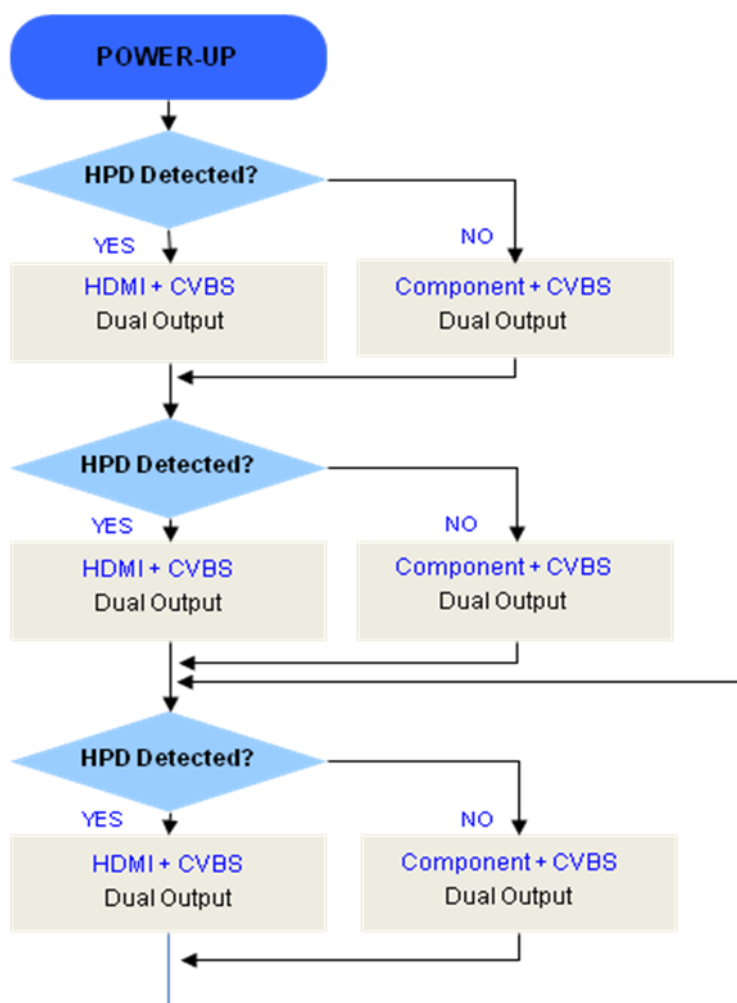 POWER-UP
HPD Detected?
YES
NO
HDMI + CVBS
Dual Output
Component + CVBS
Dual Output
HPD Detected?
YES
NO
HDMI + CVBS
Dual Output
Component + CVBS
Dual Output
HPD Detected?
YES
NO
HDMI + CVBS
Dual Output
Component + CVBS
Dual Output